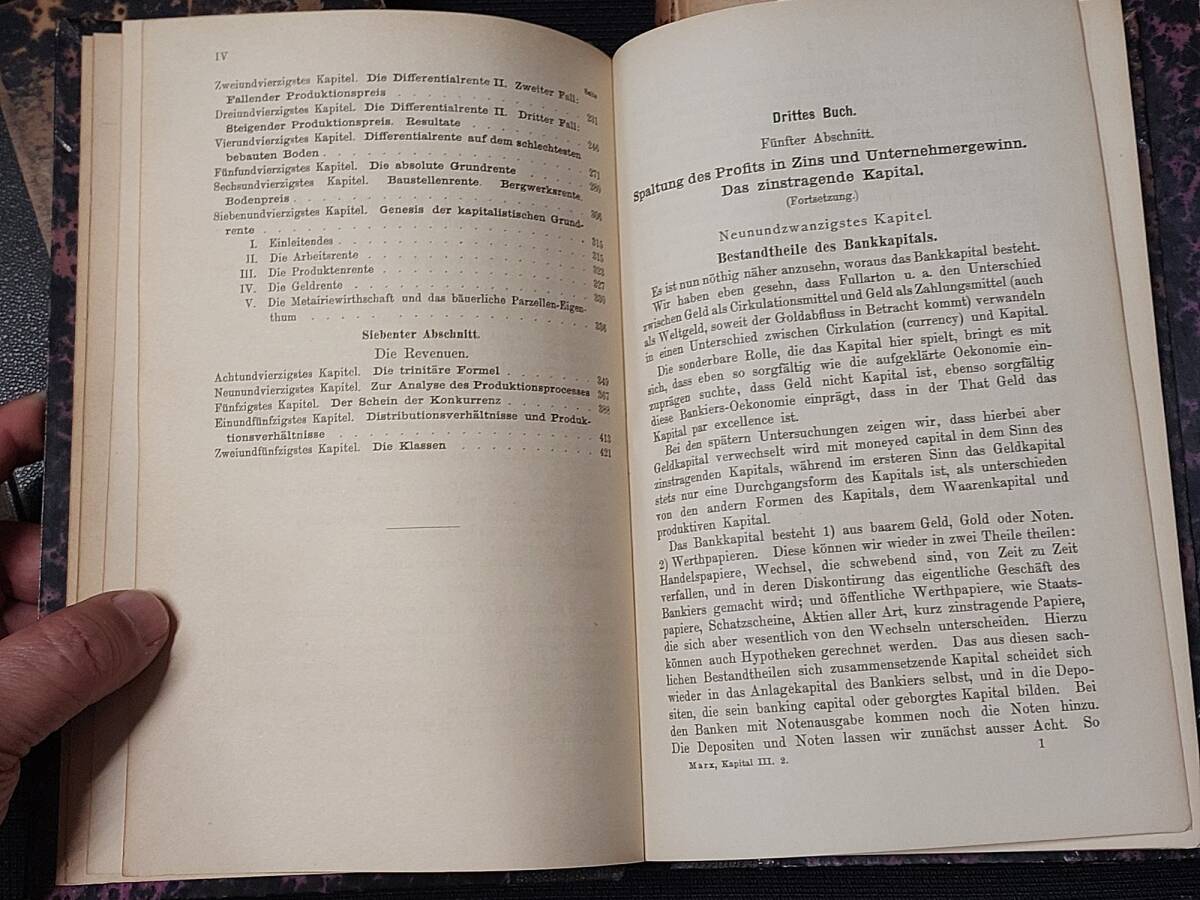 IV
Seite
Zweiundvierzigstes Kapitel. Die Differentialrente II. Zweiter Fall:
Fallender Produktionspreis . . . . . . . . . . . . 231
Dreiundvierzigstes Kapitel. Die Differentialrente II. Dritter Fall:
Steigender Produktionspreis. Resultate . . . . . . . . 246
Vierundvierzigstes Kapitel. Differentialrente auf dem schlechtesten
bebauten Boden . . . . . . . . . . . . . . . . 271
Fünfundvierzigstes Kapitel. Die absolute Grundrente . . . . . 280
Sechsundvierzigstes Kapitel. Baustellenrente. Bergwerksrente.
Bodenpreis . . . . . . . . . . . . . . . . . 306
Siebenundvierzigstes Kapitel. Genesis der kapitalistischen Grund-
rente . . . . . . . . . . . . . . . . . . . 315
I. Einleitendes . . . . . . . . . . . . . . . 315
II. Die Arbeitsrente . . . . . . . . . . . . . 323
III. Die Produktenrente . . . . . . . . . . . . 327
IV. Die Geldrente . . . . . . . . . . . . . . 330
V. Die Metairiewirthschaft und das bäuerliche Parzellen-Eigen-
thum . . . . . . . . . . . . . . . . . 336
Siebenter Abschnitt.
Die Revenuen.
Achtundvierzigstes Kapitel. Die trinitäre Formel . . . . . . 349
Neunundvierzigstes Kapitel. Zur Analyse des Produktionsprocesses 367
Fünfzigstes Kapitel. Der Schein der Konkurrenz . . . . . . 388
Einundfünfzigstes Kapitel. Distributionsverhältnisse und Produk-
tionsverhältnisse . . . . . . . . . . . . . . . 413
Zweiundfünfzigstes Kapitel. Die Klassen . . . . . . . . . 421
Drittes Buch.
Fünfter Abschnitt.
Spaltung des Profits in Zins und Unternehmergewinn.
Das zinstragende Kapital.
(Fortsetzung.)
Neunundzwanzigstes Kapitel.
Bestandtheile des Bankkapitals.
Es ist nun nöthig näher anzusehn, woraus das Bankkapital besteht.
Wir haben eben gesehn, dass Fullarton u. a. den Unterschied
zwischen Geld als Cirkulationsmittel und Geld als Zahlungsmittel (auch
als Weltgeld, soweit der Goldabfluss in Betracht kommt) verwandeln
in einen Unterschied zwischen Cirkulation (currency) und Kapital.
Die sonderbare Rolle, die das Kapital hier spielt, bringt es mit
sich, dass eben so sorgfältig wie die aufgeklärte Oekonomie ein-
zuprägen suchte, dass Geld nicht Kapital ist, ebenso sorgfältig
diese Bankiers-Oekonomie einprägt, dass in der That Geld das
Kapital par excellence ist.
Bei den spätern Untersuchungen zeigen wir, dass hierbei aber
Geldkapital verwechselt wird mit moneyed capital in dem Sinn des
zinstragenden Kapitals, während im ersteren Sinn das Geldkapital
stets nur eine Durchgangsform des Kapitals ist, als unterschieden
von den andern Formen des Kapitals, dem Waarenkapital und
produktiven Kapital.
Das Bankkapital besteht 1) aus baarem Geld, Gold oder Noten.
2) Werthpapieren. Diese können wir wieder in zwei Theile theilen:
Handelspapiere, Wechsel, die schwebend sind, von Zeit zu Zeit
verfallen, und in deren Diskontirung das eigentliche Geschäft des
Bankiers gemacht wird; und öffentliche Werthpapiere, wie Staats-
papiere, Schatzscheine, Aktien aller Art, kurz zinstragende Papiere,
die sich aber wesentlich von den Wechseln unterscheiden. Hierzu
können auch Hypotheken gerechnet werden. Das aus diesen sach-
lichen Bestandtheilen sich zusammensetzende Kapital scheidet sich
wieder in das Anlagekapital des Bankiers selbst, und in die Depo-
siten, die sein banking capital oder geborgtes Kapital bilden. Bei
den Banken mit Notenausgabe kommen noch die Noten hinzu.
Die Depositen und Noten lassen wir zunächst ausser Acht. So
Marx, Kapital III. 2. 1